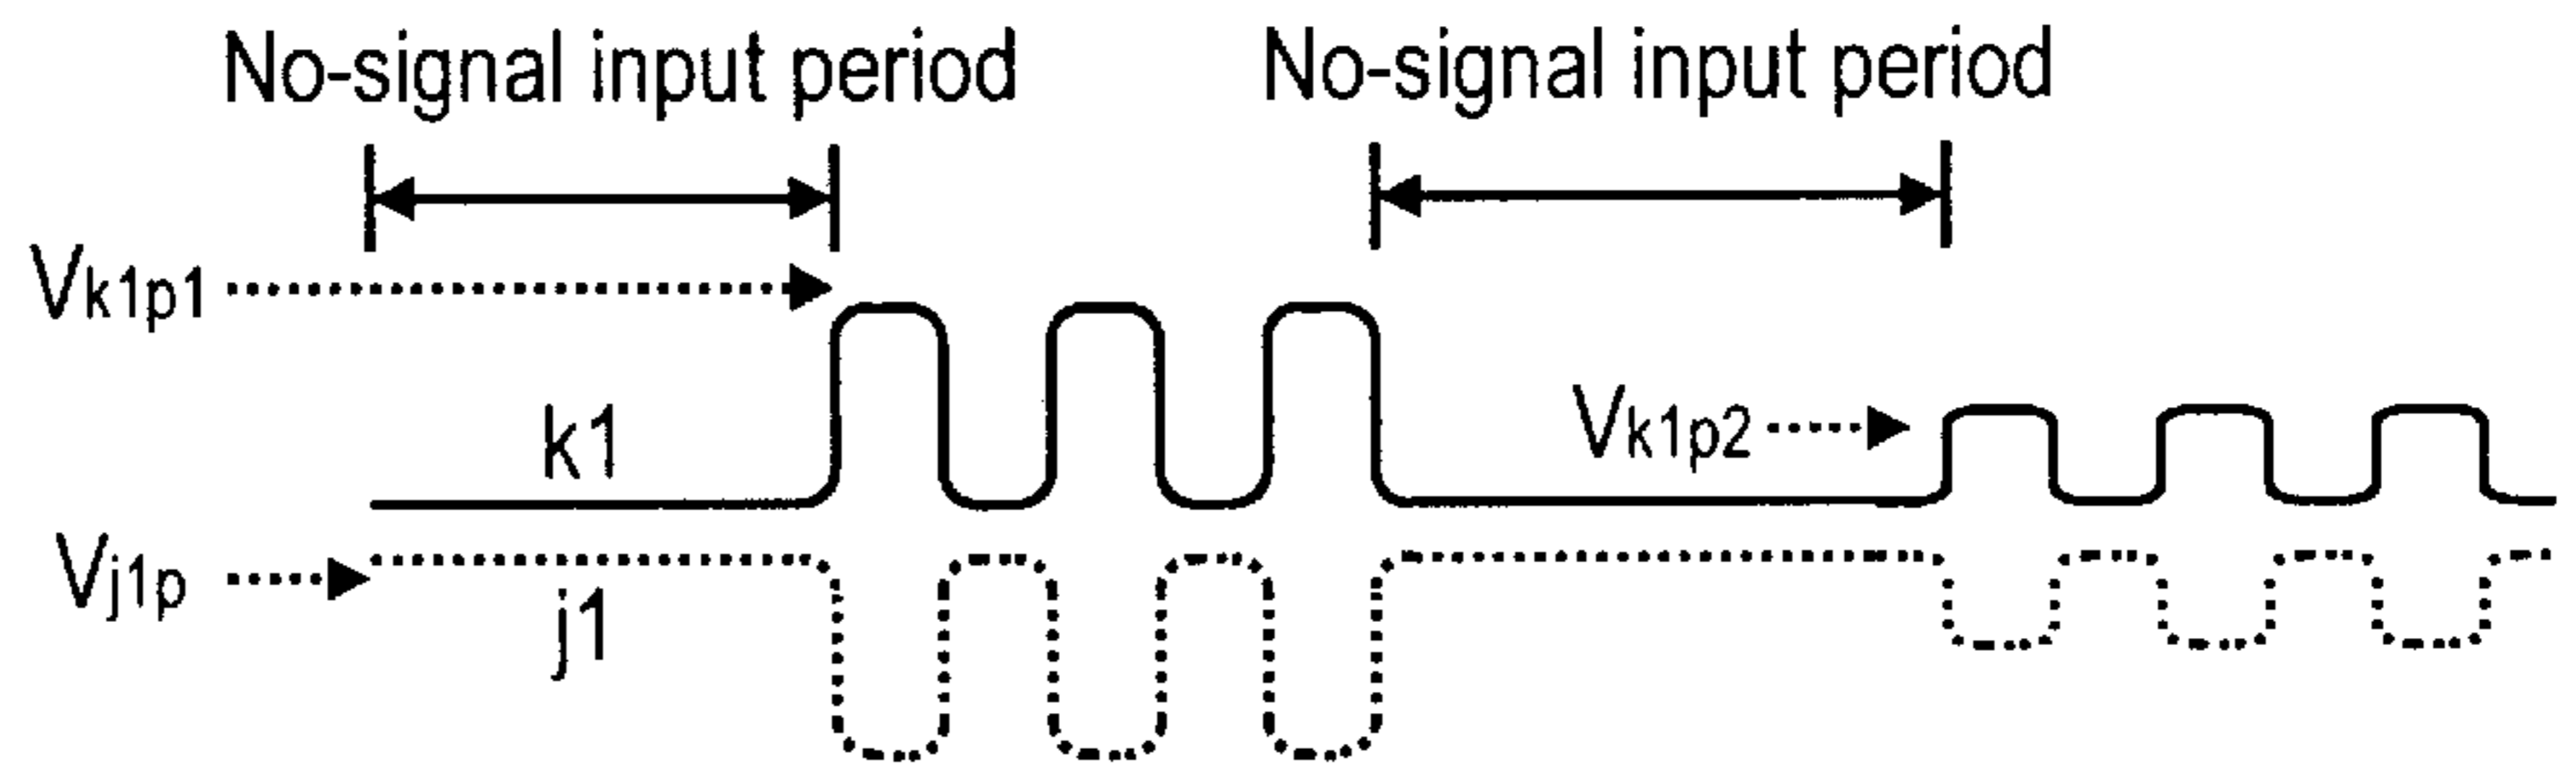 No-signal input period
No-signal input period
Vk1p1
k1
Vk1p2
Vj1p
j1